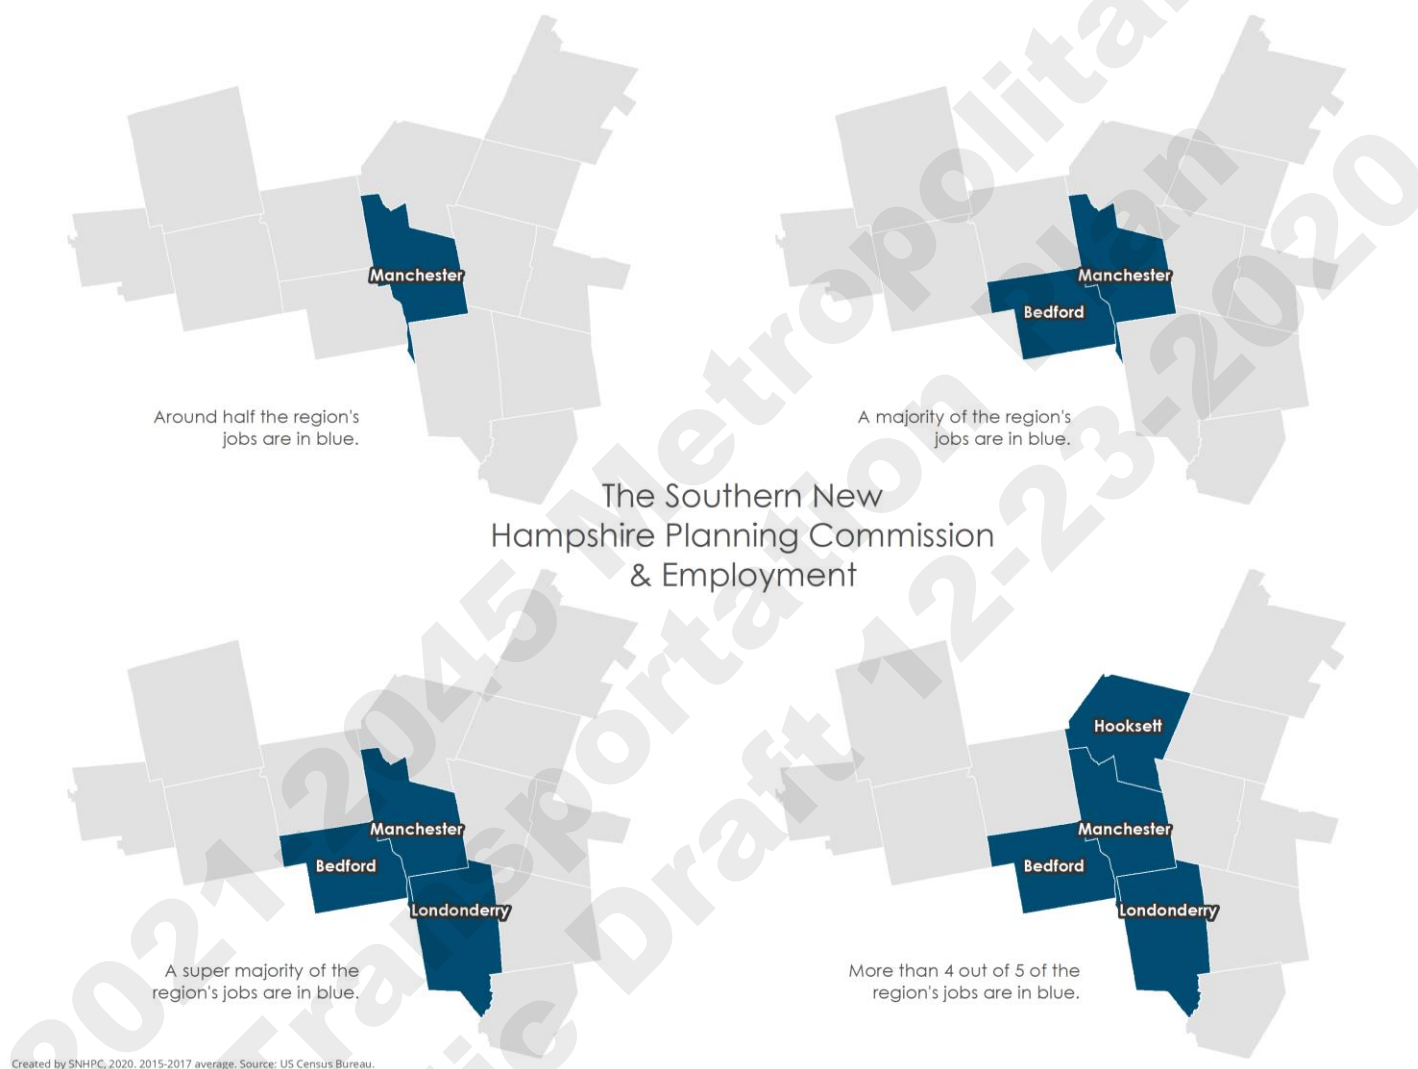 Manchester
Around half the region's
jobs are in blue.
Manchester
Bedford
A majority of the region's
jobs are in blue.
The Southern New
Hampshire Planning Commission
& Employment
Manchester
Bedford
Londonderry
A super majority of the
region's jobs are in blue.
Hooksett
Manchester
Bedford
Londonderry
More than 4 out of 5 of the
region's jobs are in blue.
Created by SNHPC, 2020. 2015-2017 average. Source: US Census Bureau.
2021-2045 Metropolita
Transportation Plan
ic Draft 12-23-2020